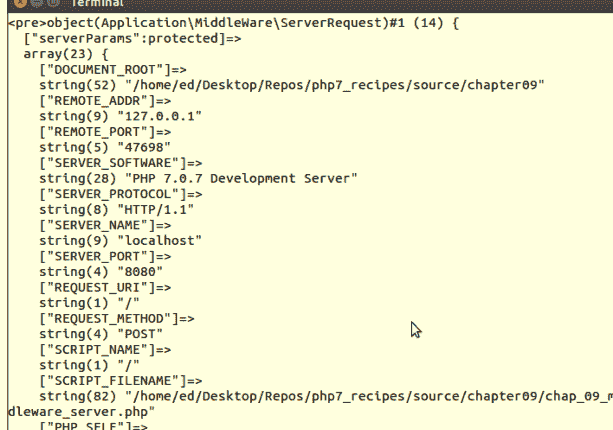 Terminal
<pre>object(Application\MiddleWare\ServerRequest)#1 (14) {
["serverParams":protected]=>
array(23) {
["DOCUMENT_ROOT"]=>
string(52) "/home/ed/Desktop/Repos/php7_recipes/source/chapter09"
["REMOTE_ADDR"]=>
string(9) "127.0.0.1"
["REMOTE_PORT"]=>
string(5) "47698"
["SERVER_SOFTWARE"]=>
string(28) "PHP 7.0.7 Development Server"
["SERVER_PROTOCOL"]=>
string(8) "HTTP/1.1"
["SERVER_NAME"]=>
string(9) "localhost"
["SERVER_PORT"]=>
string(4) "8080"
["REQUEST_URI"]=>
string(1) "/"
["REQUEST_METHOD"]=>
string(4) "POST"
["SCRIPT_NAME"]=>
string(1) "/"
["SCRIPT_FILENAME"]=>
string(82) "/home/ed/Desktop/Repos/php7_recipes/source/chapter09/chap_09_m
dleware_server.php"
["PHP_SELF"]=>